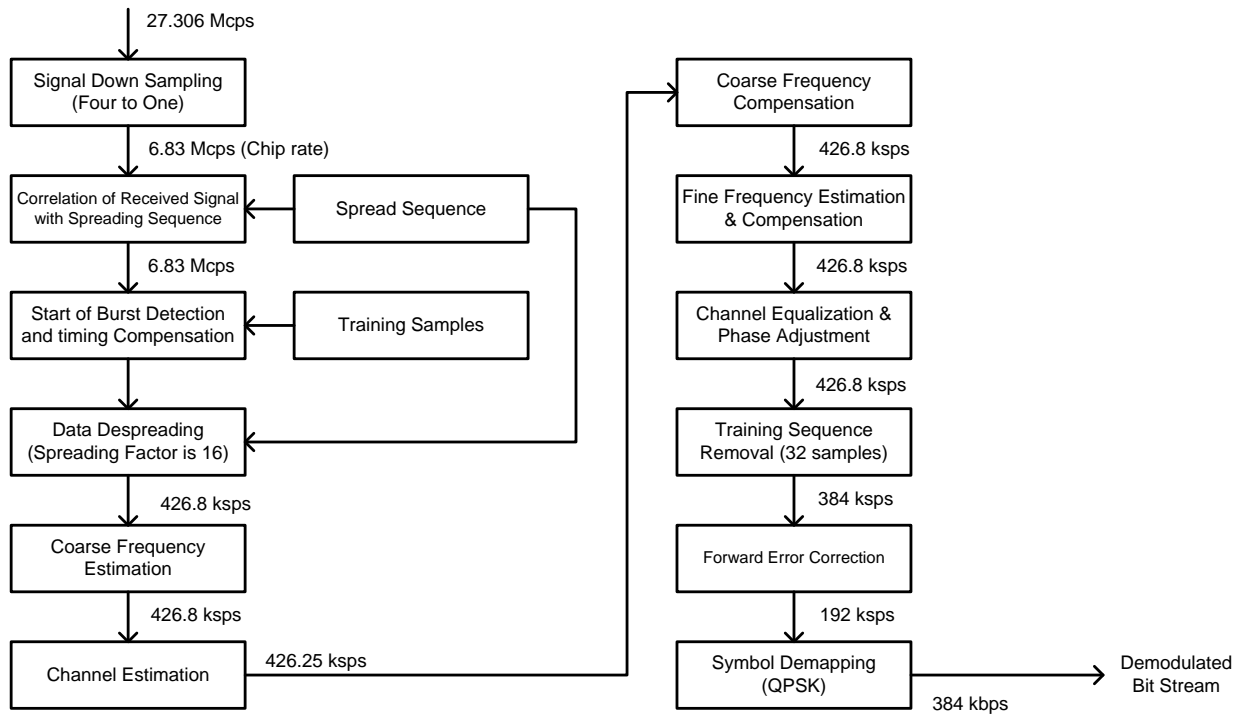 27.306 Mcps
Signal Down Sampling
(Four to One)
6.83 Mcps (Chip rate)
Correlation of Received Signal
with Spreading Sequence
Spread Sequence
6.83 Mcps
Start of Burst Detection
and timing Compensation
Training Samples
Data Despreading
(Spreading Factor is 16)
426.8 ksps
Coarse Frequency
Estimation
426.8 ksps
Channel Estimation
426.25 ksps
Coarse Frequency
Compensation
426.8 ksps
Fine Frequency Estimation
& Compensation
426.8 ksps
Channel Equalization &
Phase Adjustment
426.8 ksps
Training Sequence
Removal (32 samples)
384 ksps
Forward Error Correction
192 ksps
Symbol Demapping
(QPSK)
384 kbps
Demodulated
Bit Stream